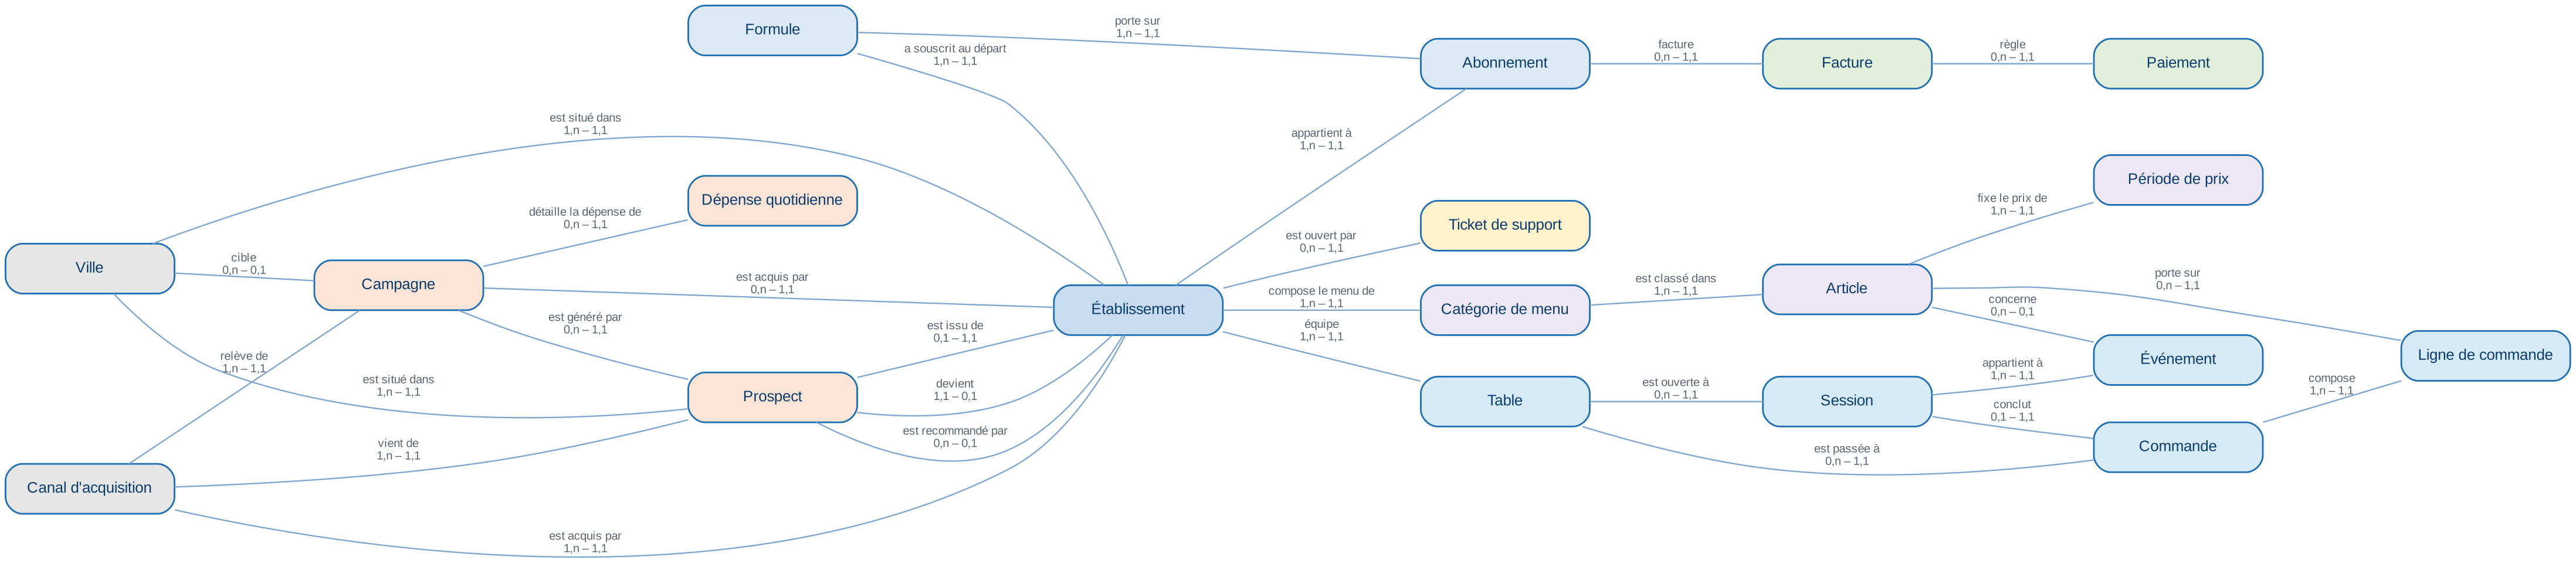 Formule
porte sur
1,n – 1,1
a souscrit au départ
1,n – 1,1
Abonnement
facture
0,n – 1,1
Facture
règle
0,n – 1,1
Paiement
est situé dans
1,n – 1,1
appartient à
1,n – 1,1
Dépense quotidienne
détaille la dépense de
0,n – 1,1
Période de prix
fixe le prix de
1,n – 1,1
Ticket de support
est ouvert par
0,n – 1,1
Ville
cible
0,n – 0,1
Campagne
est acquis par
0,n – 1,1
Établissement
compose le menu de
1,n – 1,1
Catégorie de menu
est classé dans
1,n – 1,1
Article
porte sur
0,n – 1,1
concerne
0,n – 0,1
est généré par
0,n – 1,1
est issu de
0,1 – 1,1
équipe
1,n – 1,1
Événement
Ligne de commande
relève de
1,n – 1,1
est situé dans
1,n – 1,1
Prospect
devient
1,1 – 0,1
Table
est ouverte à
0,n – 1,1
Session
appartient à
1,n – 1,1
conclut
0,1 – 1,1
compose
1,n – 1,1
est recommandé par
0,n – 0,1
vient de
1,n – 1,1
est passée à
0,n – 1,1
Commande
Canal d'acquisition
est acquis par
1,n – 1,1